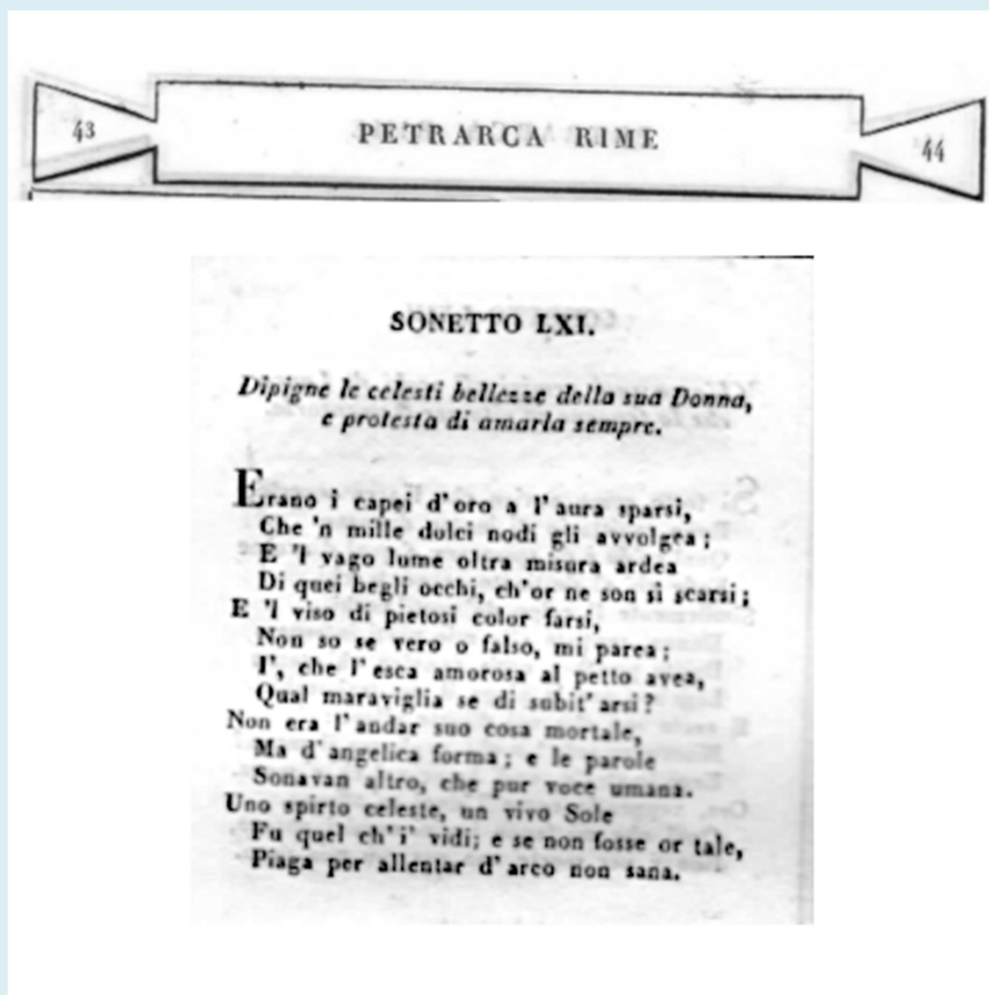 43
PETRARCA RIME
44
SONETTO LXI.
Dipigne le celesti bellezze della sua Donna,
e protesta di amarla sempre.
Erano i capei d'oro a l'aura sparsi,
Che 'n mille dolci nodi gli avvolgea;
E 'l vago lume oltra misura ardea
Di quei begli occhi, ch'or ne son sì scarsi;
E 'l viso di pietosi color farsi,
Non so se vero o falso, mi parea;
I', che l'esca amorosa al petto avea,
Qual maraviglia se di subit' arsi?
Non era l'andar suo cosa mortale,
Ma d'angelica forma; e le parole
Sonavan altro, che pur voce umana.
Uno spirto celeste, un vivo Sole
Fu quel ch'i' vidi; e se non fosse or tale,
Piaga per allentar d'arco non sana.